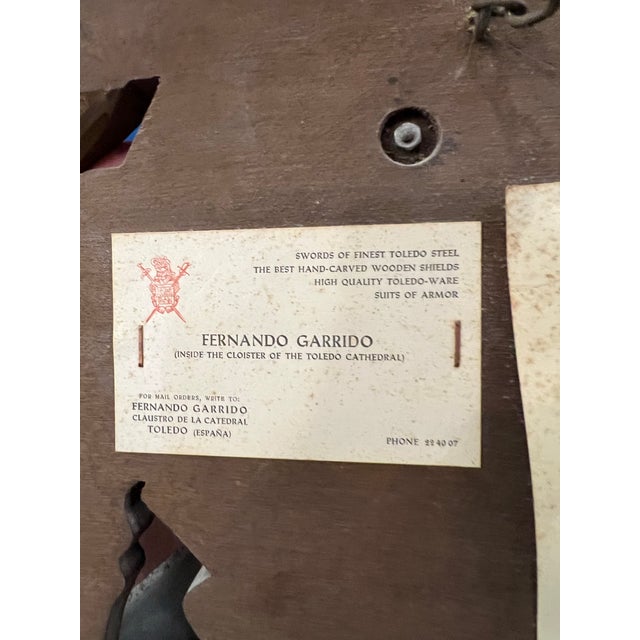 SWORDS OF FINEST TOLEDO STEEL
THE BEST HAND-CARVED WOODEN SHIELDS
HIGH QUALITY TOLEDO-WARE
SUITS OF ARMOR
FERNANDO GARRIDO
(INSIDE THE CLOISTER OF THE TOLEDO CATHEDRAL)
FOR MAIL ORDERS, WRITE TO:
FERNANDO GARRIDO
CLAUSTRO DE LA CATEDRAL
TOLEDO (ESPAÑA)
PHONE 22 40 07